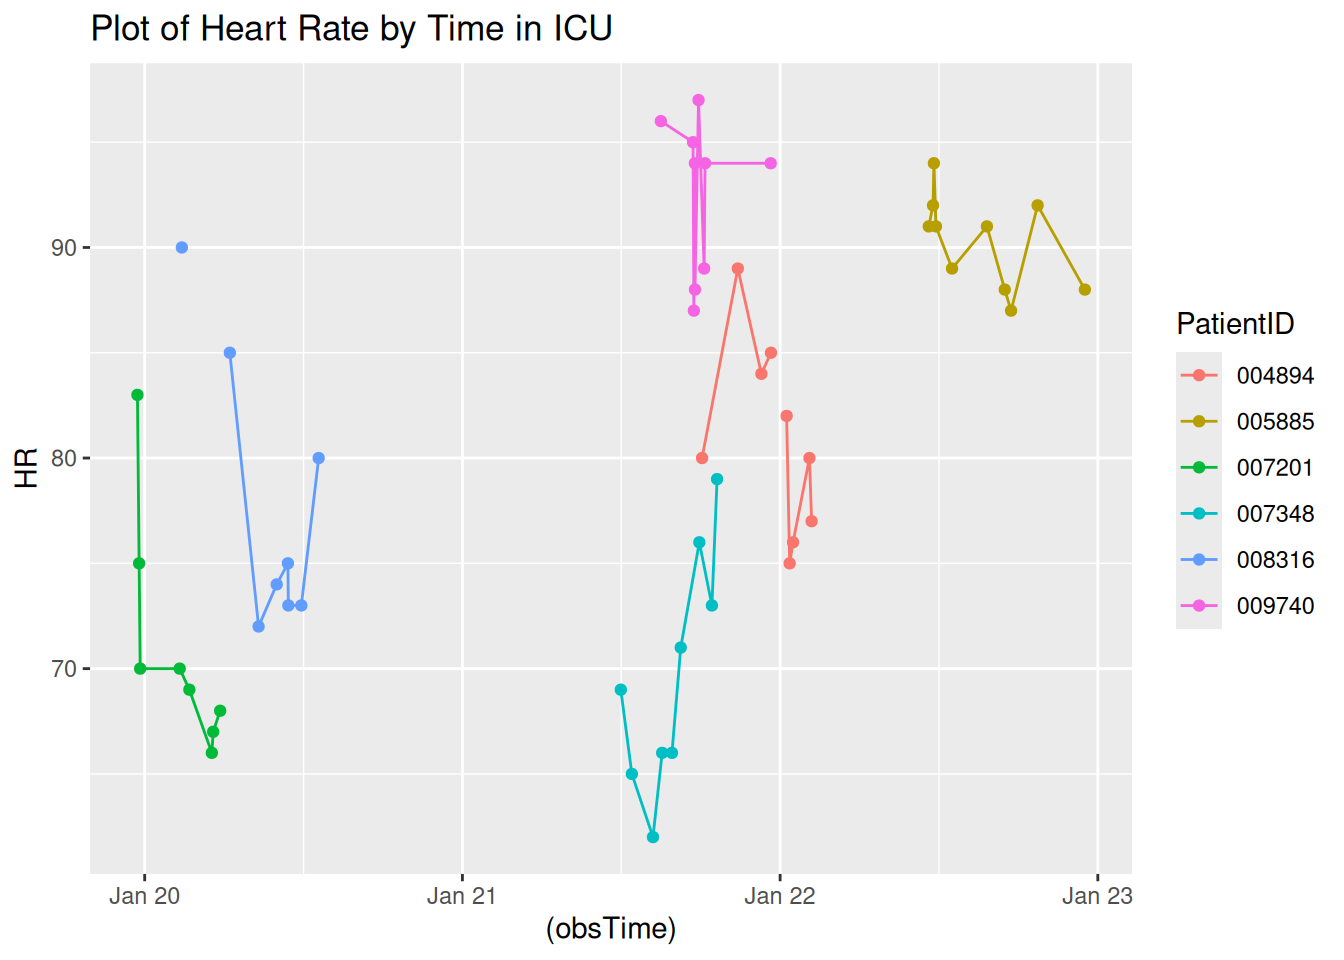 Plot of Heart Rate by Time in ICU
HR
90
80
70
Jan 20 Jan 21 Jan 22 Jan 23
(obsTime)
PatientID
004894
005885
007201
007348
008316
009740